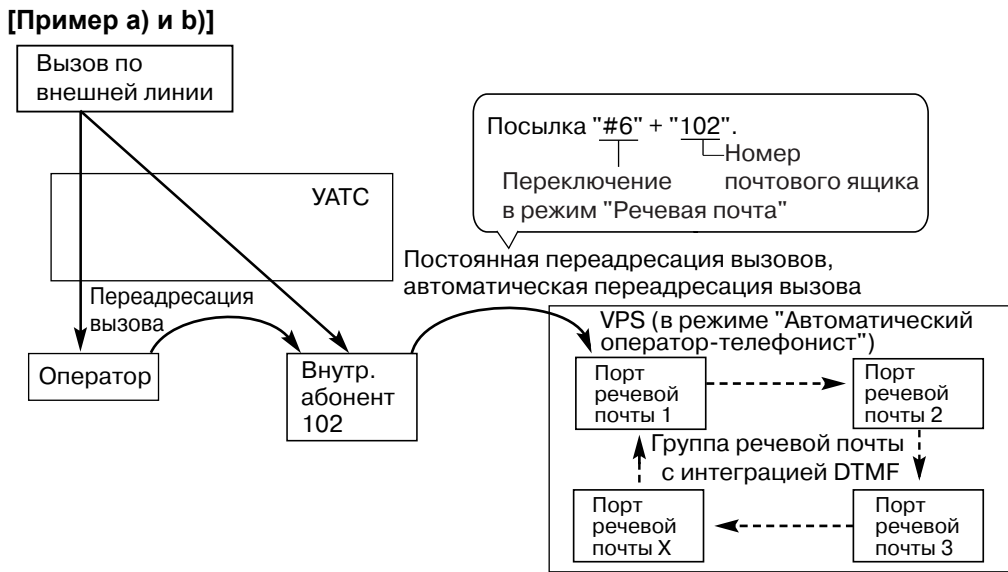 [Пример a) и b)]
Вызов по
внешней линии
Посылка "#6" + "102".
Номер
почтового ящика
Переключение
в режим "Речевая почта"
УАТС
Постоянная переадресация вызовов,
автоматическая переадресация вызова
Переадресация
вызова
Оператор
Внутр.
абонент
102
VPS (в режиме "Автоматический
оператор-телефонист")
Порт
речевой
почты 1
Порт
речевой
почты 2
Группа речевой почты
с интеграцией DTMF
Порт
речевой
почты X
Порт
речевой
почты 3